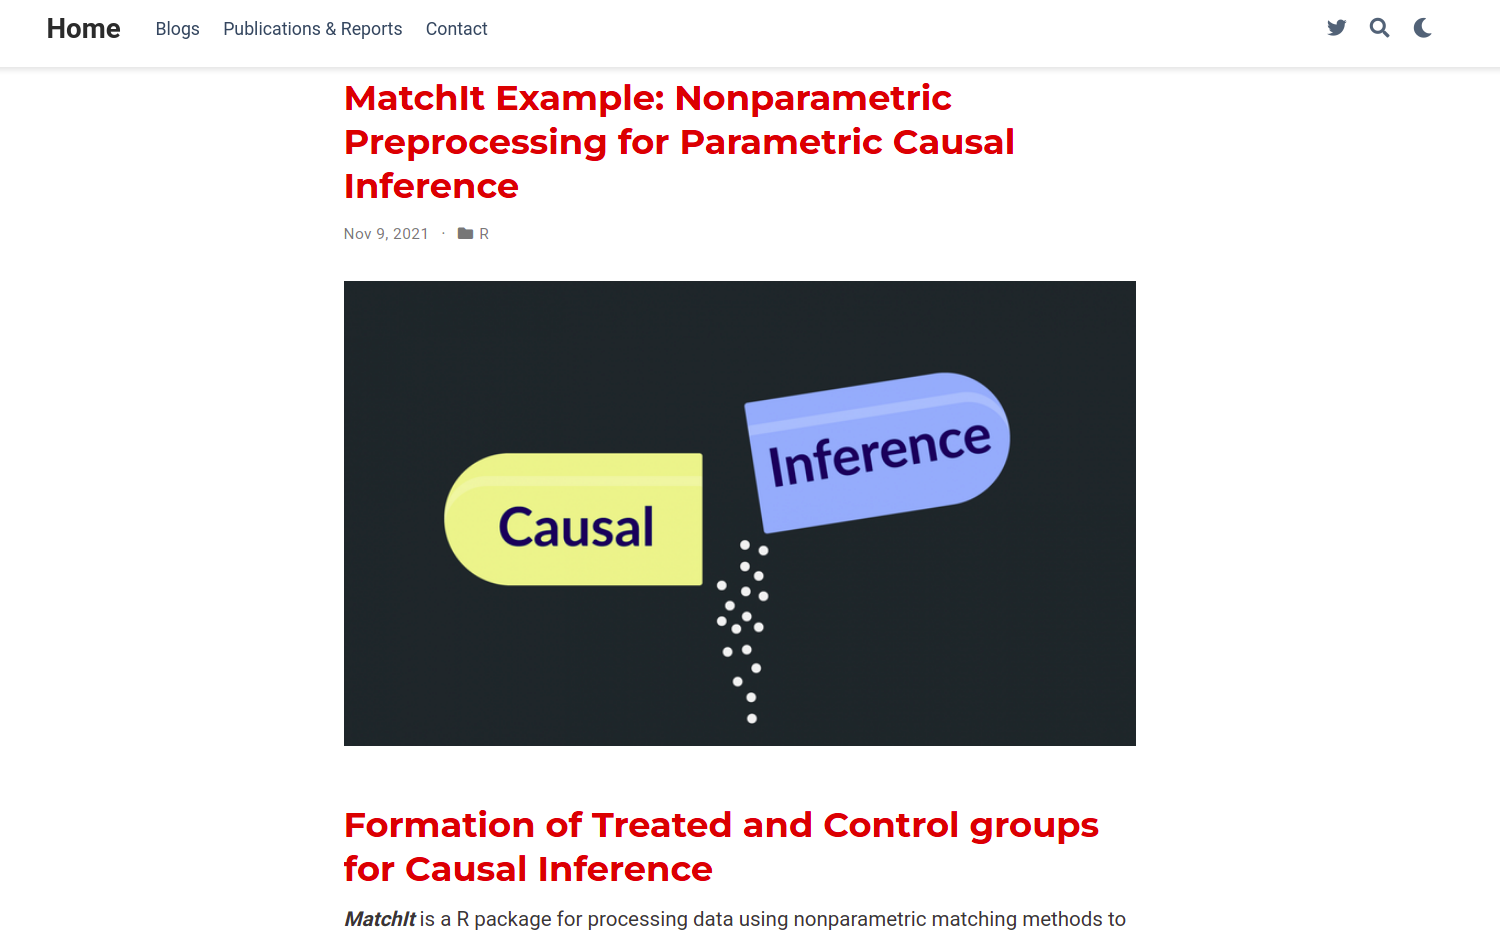 Home Blogs Publications & Reports Contact
MatchIt Example: Nonparametric
Preprocessing for Parametric Causal
Inference
Nov 9, 2021 · R
Inference
Causal
Formation of Treated and Control groups
for Causal Inference
MatchIt is a R package for processing data using nonparametric matching methods to